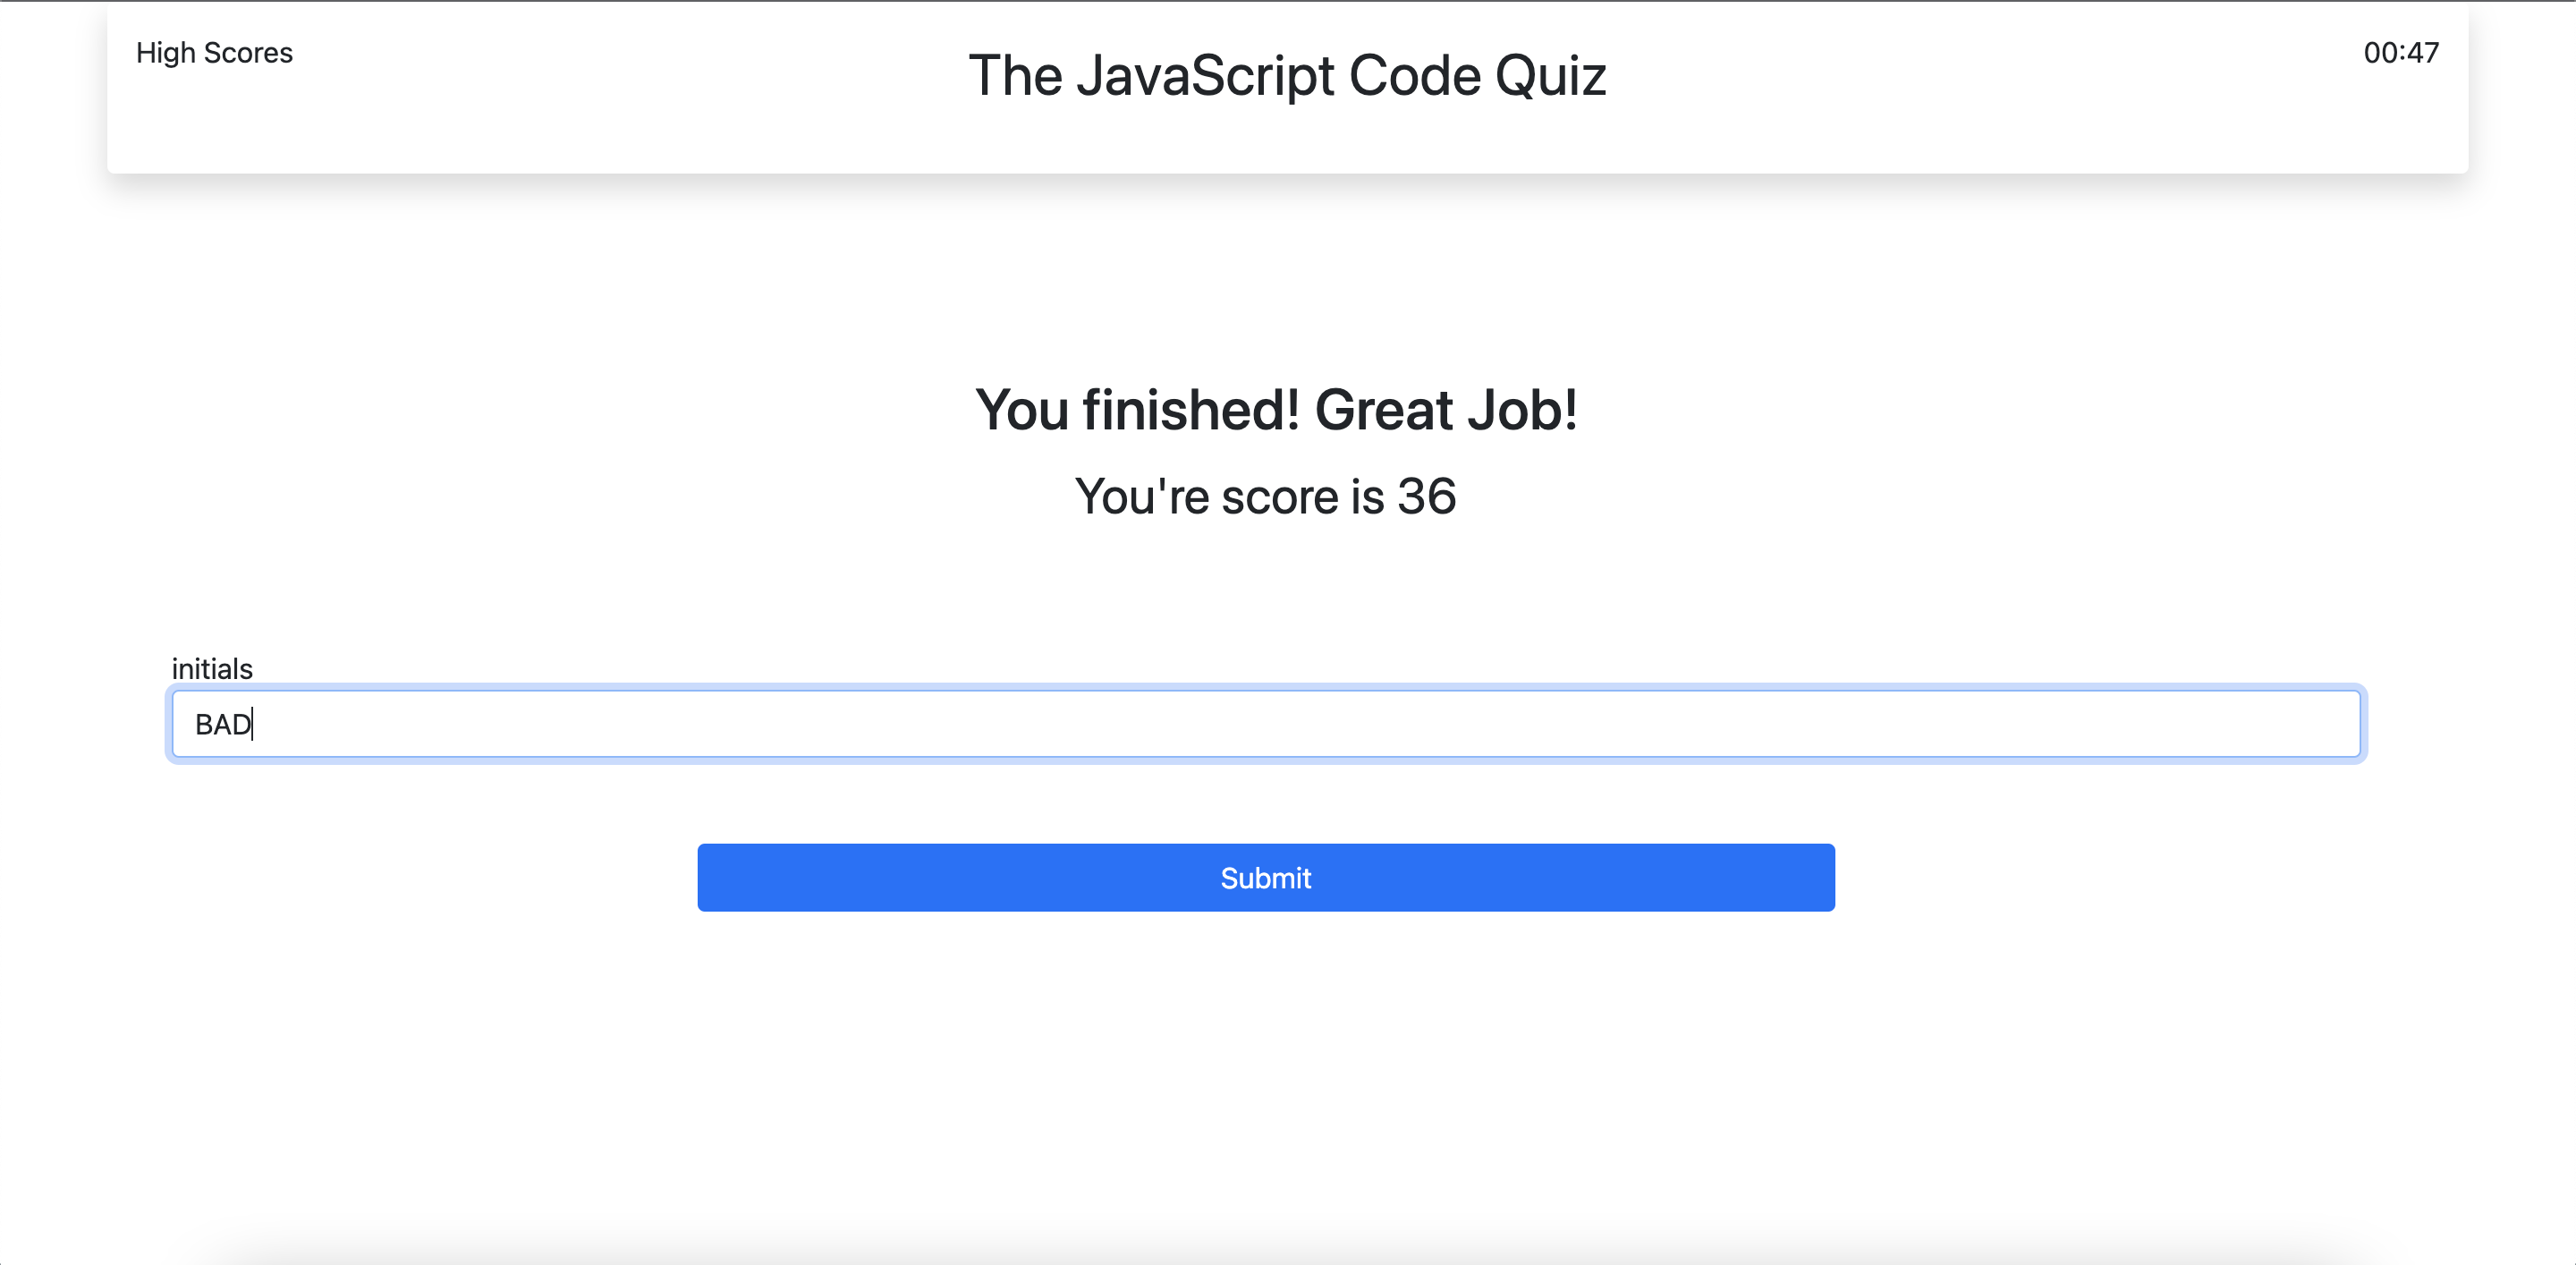 High Scores
The JavaScript Code Quiz
00:47
You finished! Great Job!
You're score is 36
initials
BAD
Submit